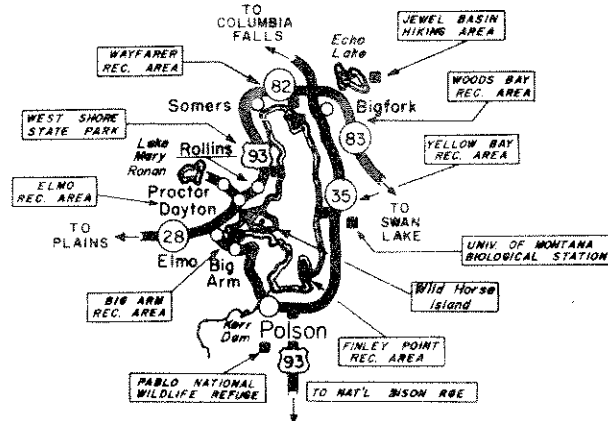 TO
COLUMBIA
FALLS
JEWEL BASIN
HIKING AREA
Echo
Lake
WAYFARER
REC. AREA
WOODS BAY
REC. AREA
82
Somers
Bigfork
WEST SHORE
STATE PARK
83
YELLOW BAY
REC. AREA
93
Lake
Mary
Ronan
Rollins
35
ELMO
REC. AREA
Proctor
Dayton
TO
SWAN
LAKE
TO
PLAINS
28
Elmo
Big
Arm
UNIV. OF MONTANA
BIOLOGICAL STATION
Wild Horse
Island
BIG ARM
REC. AREA
Kerr
Dam
Polson
FINLEY POINT
REC. AREA
93
PABLO NATIONAL
WILDLIFE REFUGE
TO NAT'L BISON RGE